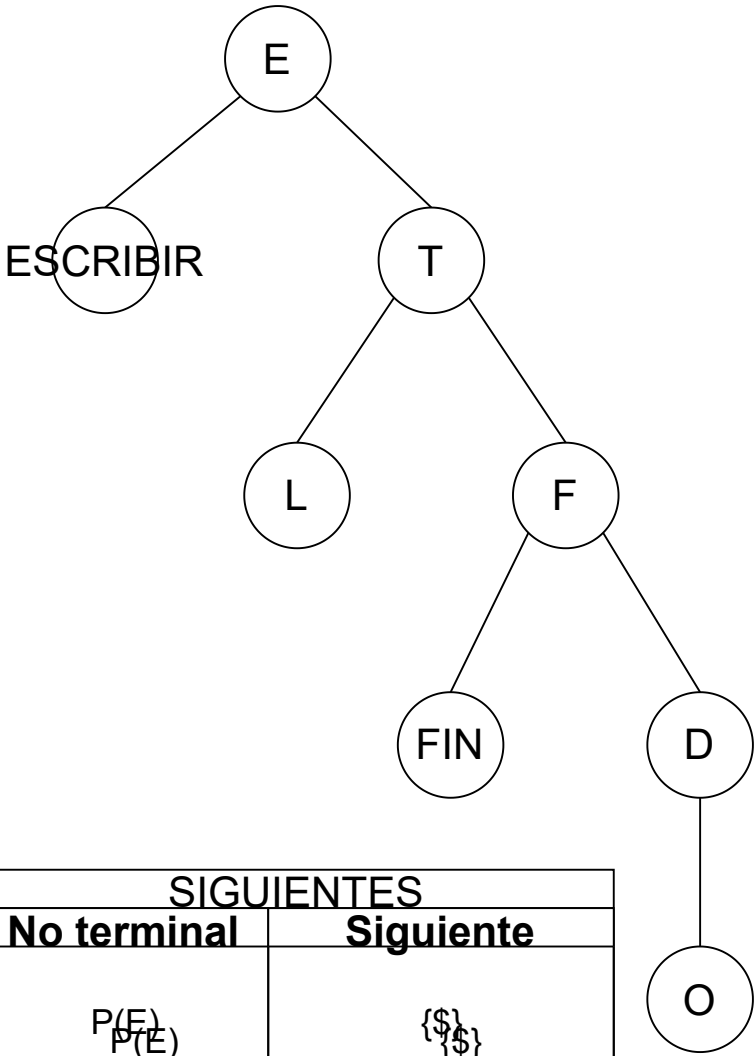 E
ESCRIBIR T
L F
FIN D
SIGUIENTES
No terminal Siguiente
O
P(E) {$}
P(E) {$}